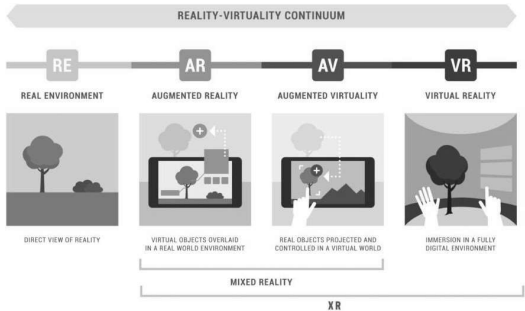 REALITY-VIRTUALITY CONTINUUM
RE
AR
AV
VR
REAL ENVIRONMENT
AUGMENTED REALITY
AUGMENTED VIRTUALITY
VIRTUAL REALITY
DIRECT VIEW OF REALITY
VIRTUAL OBJECTS OVERLAID
IN A REAL WORLD ENVIRONMENT
REAL OBJECTS PROJECTED AND
CONTROLLED IN A VIRTUAL WORLD
IMMERSION IN A FULLY
DIGITAL ENVIRONMENT
MIXED REALITY
XR